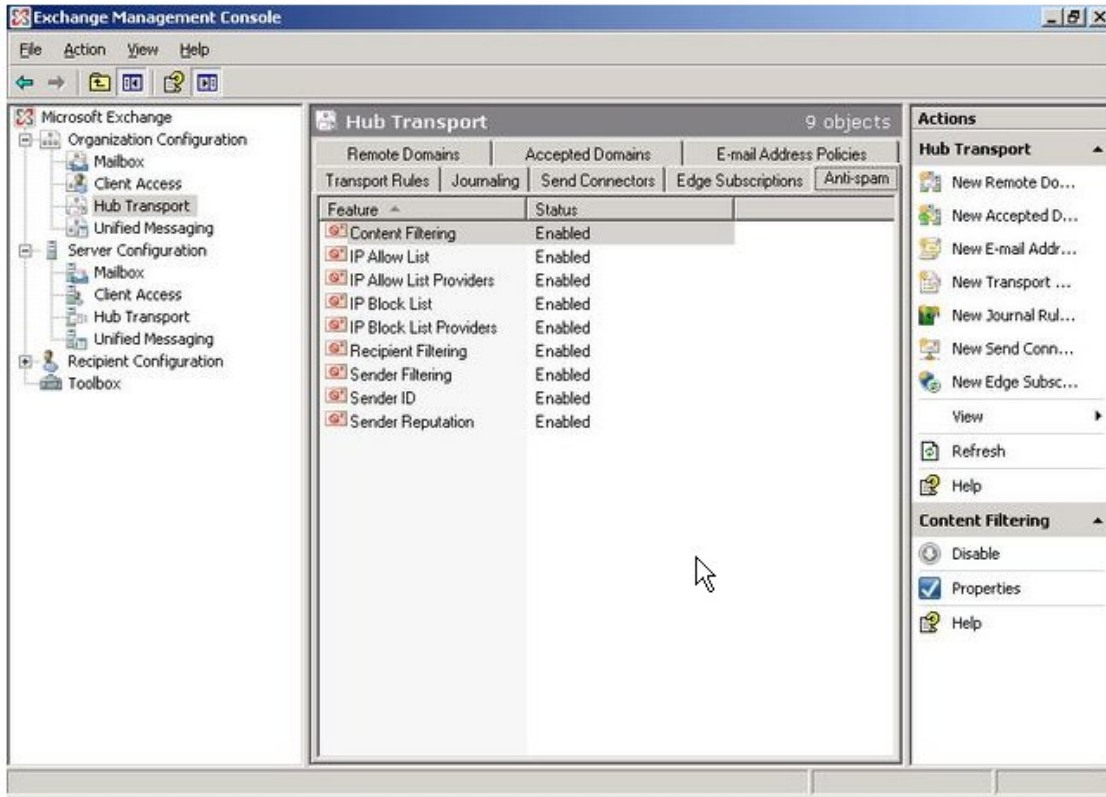 Exchange Management Console
File Action View Help
Microsoft Exchange
Organization Configuration
Mailbox
Client Access
Hub Transport
Unified Messaging
Server Configuration
Mailbox
Client Access
Hub Transport
Unified Messaging
Recipient Configuration
Toolbox
Hub Transport 9 objects
Remote Domains Accepted Domains E-mail Address Policies
Transport Rules Journaling Send Connectors Edge Subscriptions Anti-spam
Feature Status
Content Filtering Enabled
IP Allow List Enabled
IP Allow List Providers Enabled
IP Block List Enabled
IP Block List Providers Enabled
Recipient Filtering Enabled
Sender Filtering Enabled
Sender ID Enabled
Sender Reputation Enabled
Actions
Hub Transport
New Remote Do...
New Accepted D...
New E-mail Addr...
New Transport ...
New Journal Rul...
New Send Conn...
New Edge Subsc...
View
Refresh
Help
Content Filtering
Disable
Properties
Help